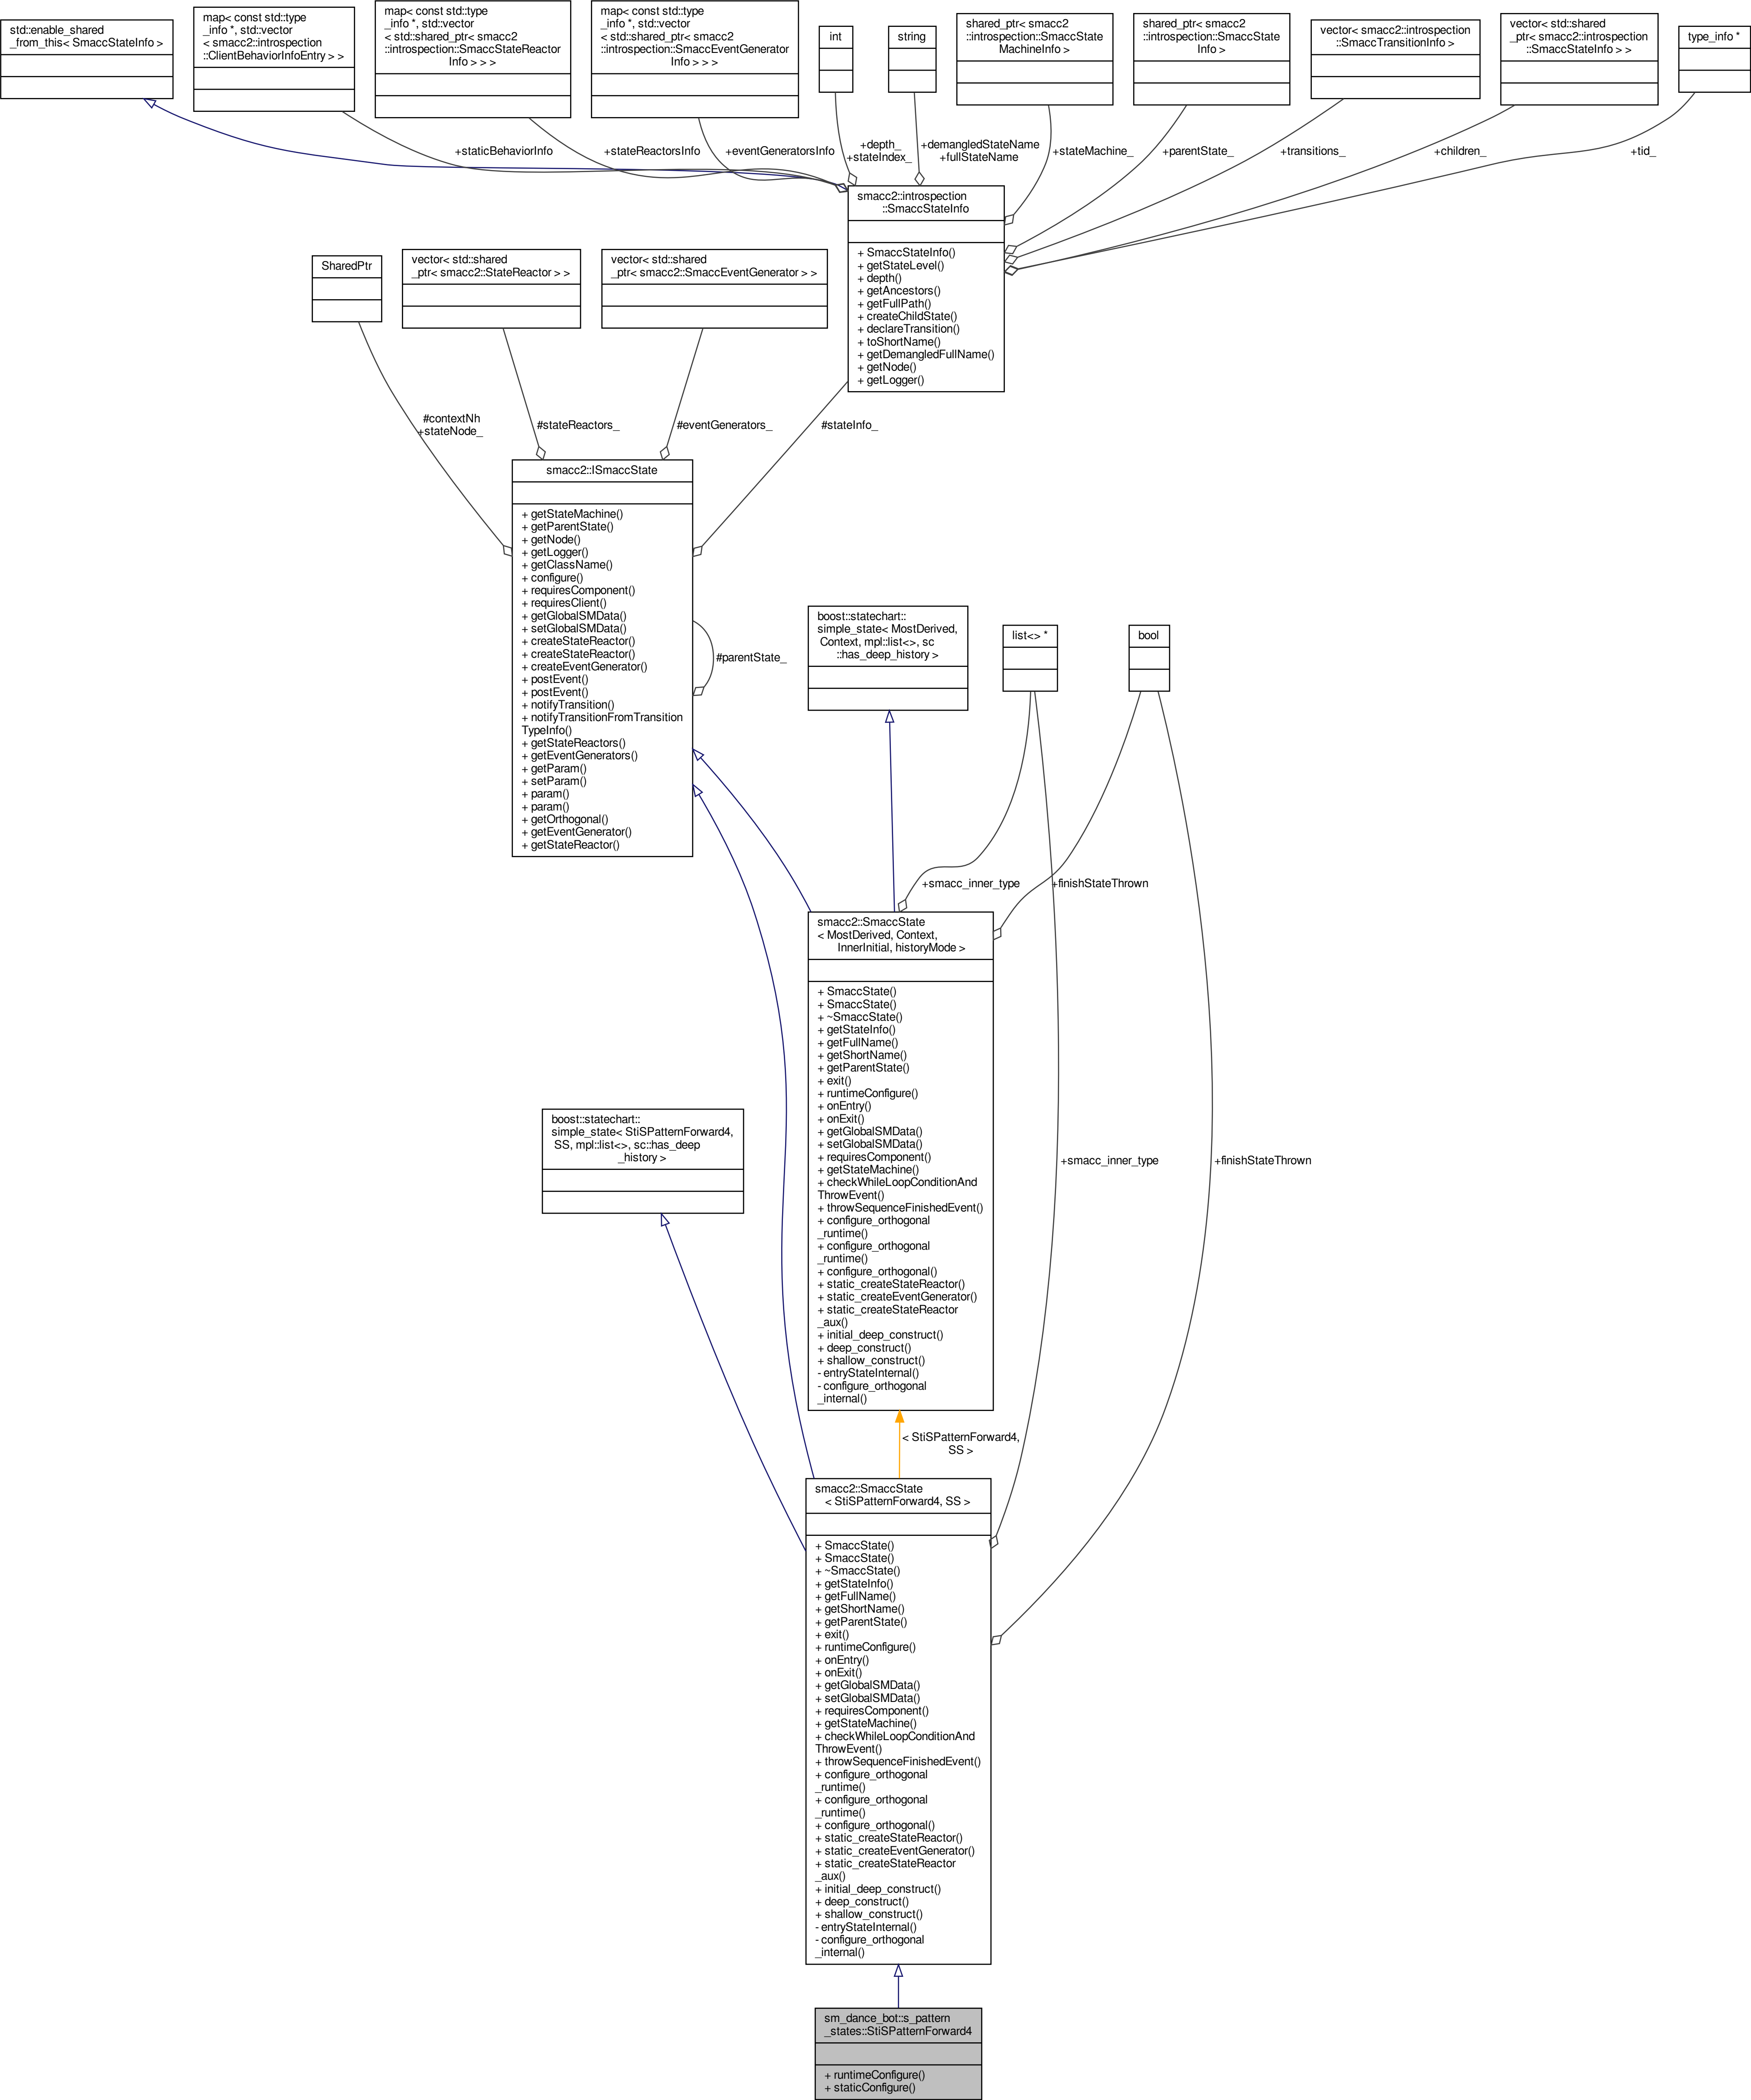 std::enable_shared
_from_this< SmaccStateInfo >
map< const std::type
_info *, std::vector
< smacc2::introspection
::ClientBehaviorInfoEntry > >
map< const std::type
_info *, std::vector
< std::shared_ptr< smacc2
::introspection::SmaccStateReactor
Info > > >
map< const std::type
_info *, std::vector
< std::shared_ptr< smacc2
::introspection::SmaccEventGenerator
Info > > >
int
string
shared_ptr< smacc2
::introspection::SmaccState
MachineInfo >
shared_ptr< smacc2
::introspection::SmaccState
Info >
vector< smacc2::introspection
::SmaccTransitionInfo >
vector< std::shared
_ptr< smacc2::introspection
::SmaccStateInfo > >
type_info *
+staticBehaviorInfo
+stateReactorsInfo
+eventGeneratorsInfo
+depth_
+stateIndex_
+demangledStateName
+fullStateName
+stateMachine_
+parentState_
+transitions_
+children_
+tid_
smacc2::introspection
::SmaccStateInfo
+ SmaccStateInfo()
+ getStateLevel()
+ depth()
+ getAncestors()
+ getFullPath()
+ createChildState()
+ declareTransition()
+ toShortName()
+ getDemangledFullName()
+ getNode()
+ getLogger()
SharedPtr
vector< std::shared
_ptr< smacc2::StateReactor > >
vector< std::shared
_ptr< smacc2::SmaccEventGenerator > >
#contextNh
+stateNode_
#stateReactors_
#eventGenerators_
#stateInfo_
smacc2::ISmaccState
+ getStateMachine()
+ getParentState()
+ getNode()
+ getLogger()
+ getClassName()
+ configure()
+ requiresComponent()
+ requiresClient()
+ getGlobalSMData()
+ setGlobalSMData()
+ createStateReactor()
+ createStateReactor()
+ createEventGenerator()
+ postEvent()
+ postEvent()
+ notifyTransition()
+ notifyTransitionFromTransition
TypeInfo()
+ getStateReactors()
+ getEventGenerators()
+ getParam()
+ setParam()
+ param()
+ param()
+ getOrthogonal()
+ getEventGenerator()
+ getStateReactor()
#parentState_
boost::statechart::
simple_state< MostDerived,
Context, mpl::list<>, sc
::has_deep_history >
list<> *
bool
+smacc_inner_type
+finishStateThrown
smacc2::SmaccState
< MostDerived, Context,
InnerInitial, historyMode >
+ SmaccState()
+ SmaccState()
+ ~SmaccState()
+ getStateInfo()
+ getFullName()
+ getShortName()
+ getParentState()
+ exit()
+ runtimeConfigure()
+ onEntry()
+ onExit()
+ getGlobalSMData()
+ setGlobalSMData()
+ requiresComponent()
+ getStateMachine()
+ checkWhileLoopConditionAnd
ThrowEvent()
+ throwSequenceFinishedEvent()
+ configure_orthogonal
_runtime()
+ configure_orthogonal
_runtime()
+ configure_orthogonal()
+ static_createStateReactor()
+ static_createEventGenerator()
+ static_createStateReactor
_aux()
+ initial_deep_construct()
+ deep_construct()
+ shallow_construct()
- entryStateInternal()
- configure_orthogonal
_internal()
boost::statechart::
simple_state< StiSPatternForward4,
SS, mpl::list<>, sc::has_deep
_history >
+smacc_inner_type
+finishStateThrown
< StiSPatternForward4,
SS >
smacc2::SmaccState
< StiSPatternForward4, SS >
+ SmaccState()
+ SmaccState()
+ ~SmaccState()
+ getStateInfo()
+ getFullName()
+ getShortName()
+ getParentState()
+ exit()
+ runtimeConfigure()
+ onEntry()
+ onExit()
+ getGlobalSMData()
+ setGlobalSMData()
+ requiresComponent()
+ getStateMachine()
+ checkWhileLoopConditionAnd
ThrowEvent()
+ throwSequenceFinishedEvent()
+ configure_orthogonal
_runtime()
+ configure_orthogonal
_runtime()
+ configure_orthogonal()
+ static_createStateReactor()
+ static_createEventGenerator()
+ static_createStateReactor
_aux()
+ initial_deep_construct()
+ deep_construct()
+ shallow_construct()
- entryStateInternal()
- configure_orthogonal
_internal()
sm_dance_bot::s_pattern
_states::StiSPatternForward4
+ runtimeConfigure()
+ staticConfigure()